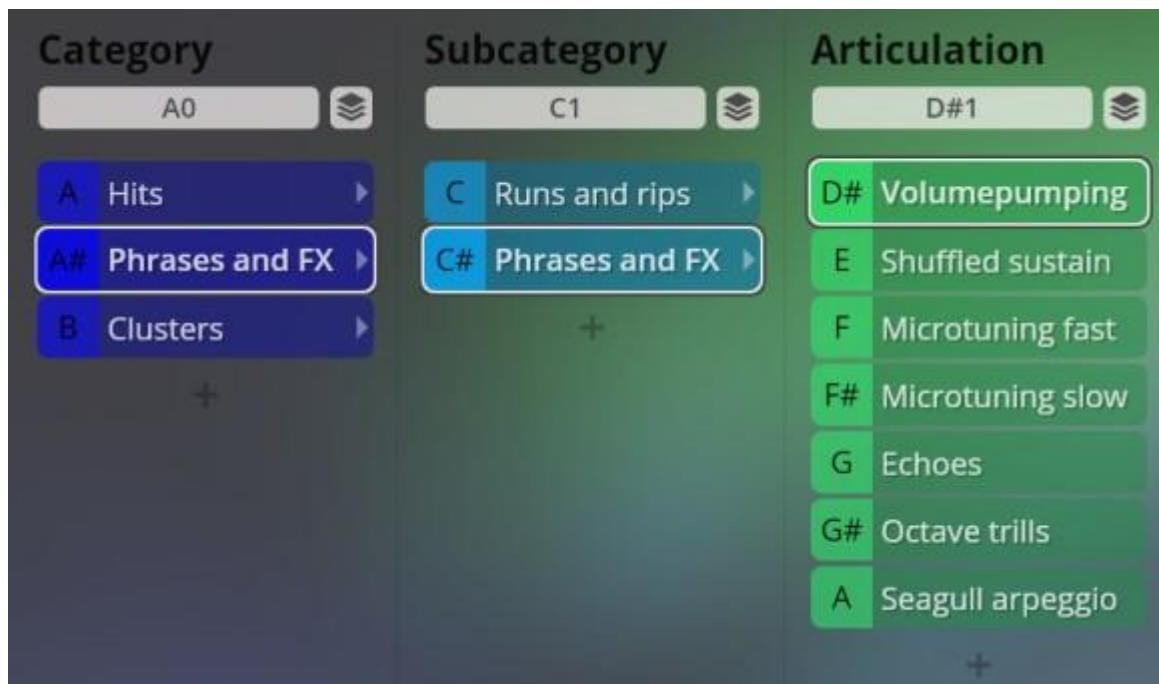 Category
A0
A Hits
A# Phrases and FX
B Clusters
+
Subcategory
C1
C Runs and rips
C# Phrases and FX
+
Articulation
D#1
D# Volumepumping
E Shuffled sustain
F Microtuning fast
F# Microtuning slow
G Echoes
G# Octave trills
A Seagull arpeggio
+